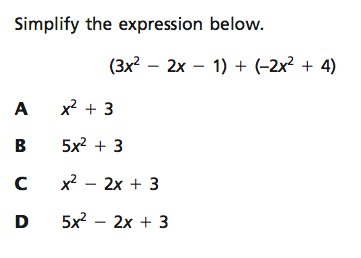 Simplify the expression below.
(3x² – 2x – 1) + (–2x² + 4)
A x² + 3
B 5x² + 3
C x² – 2x + 3
D 5x² – 2x + 3